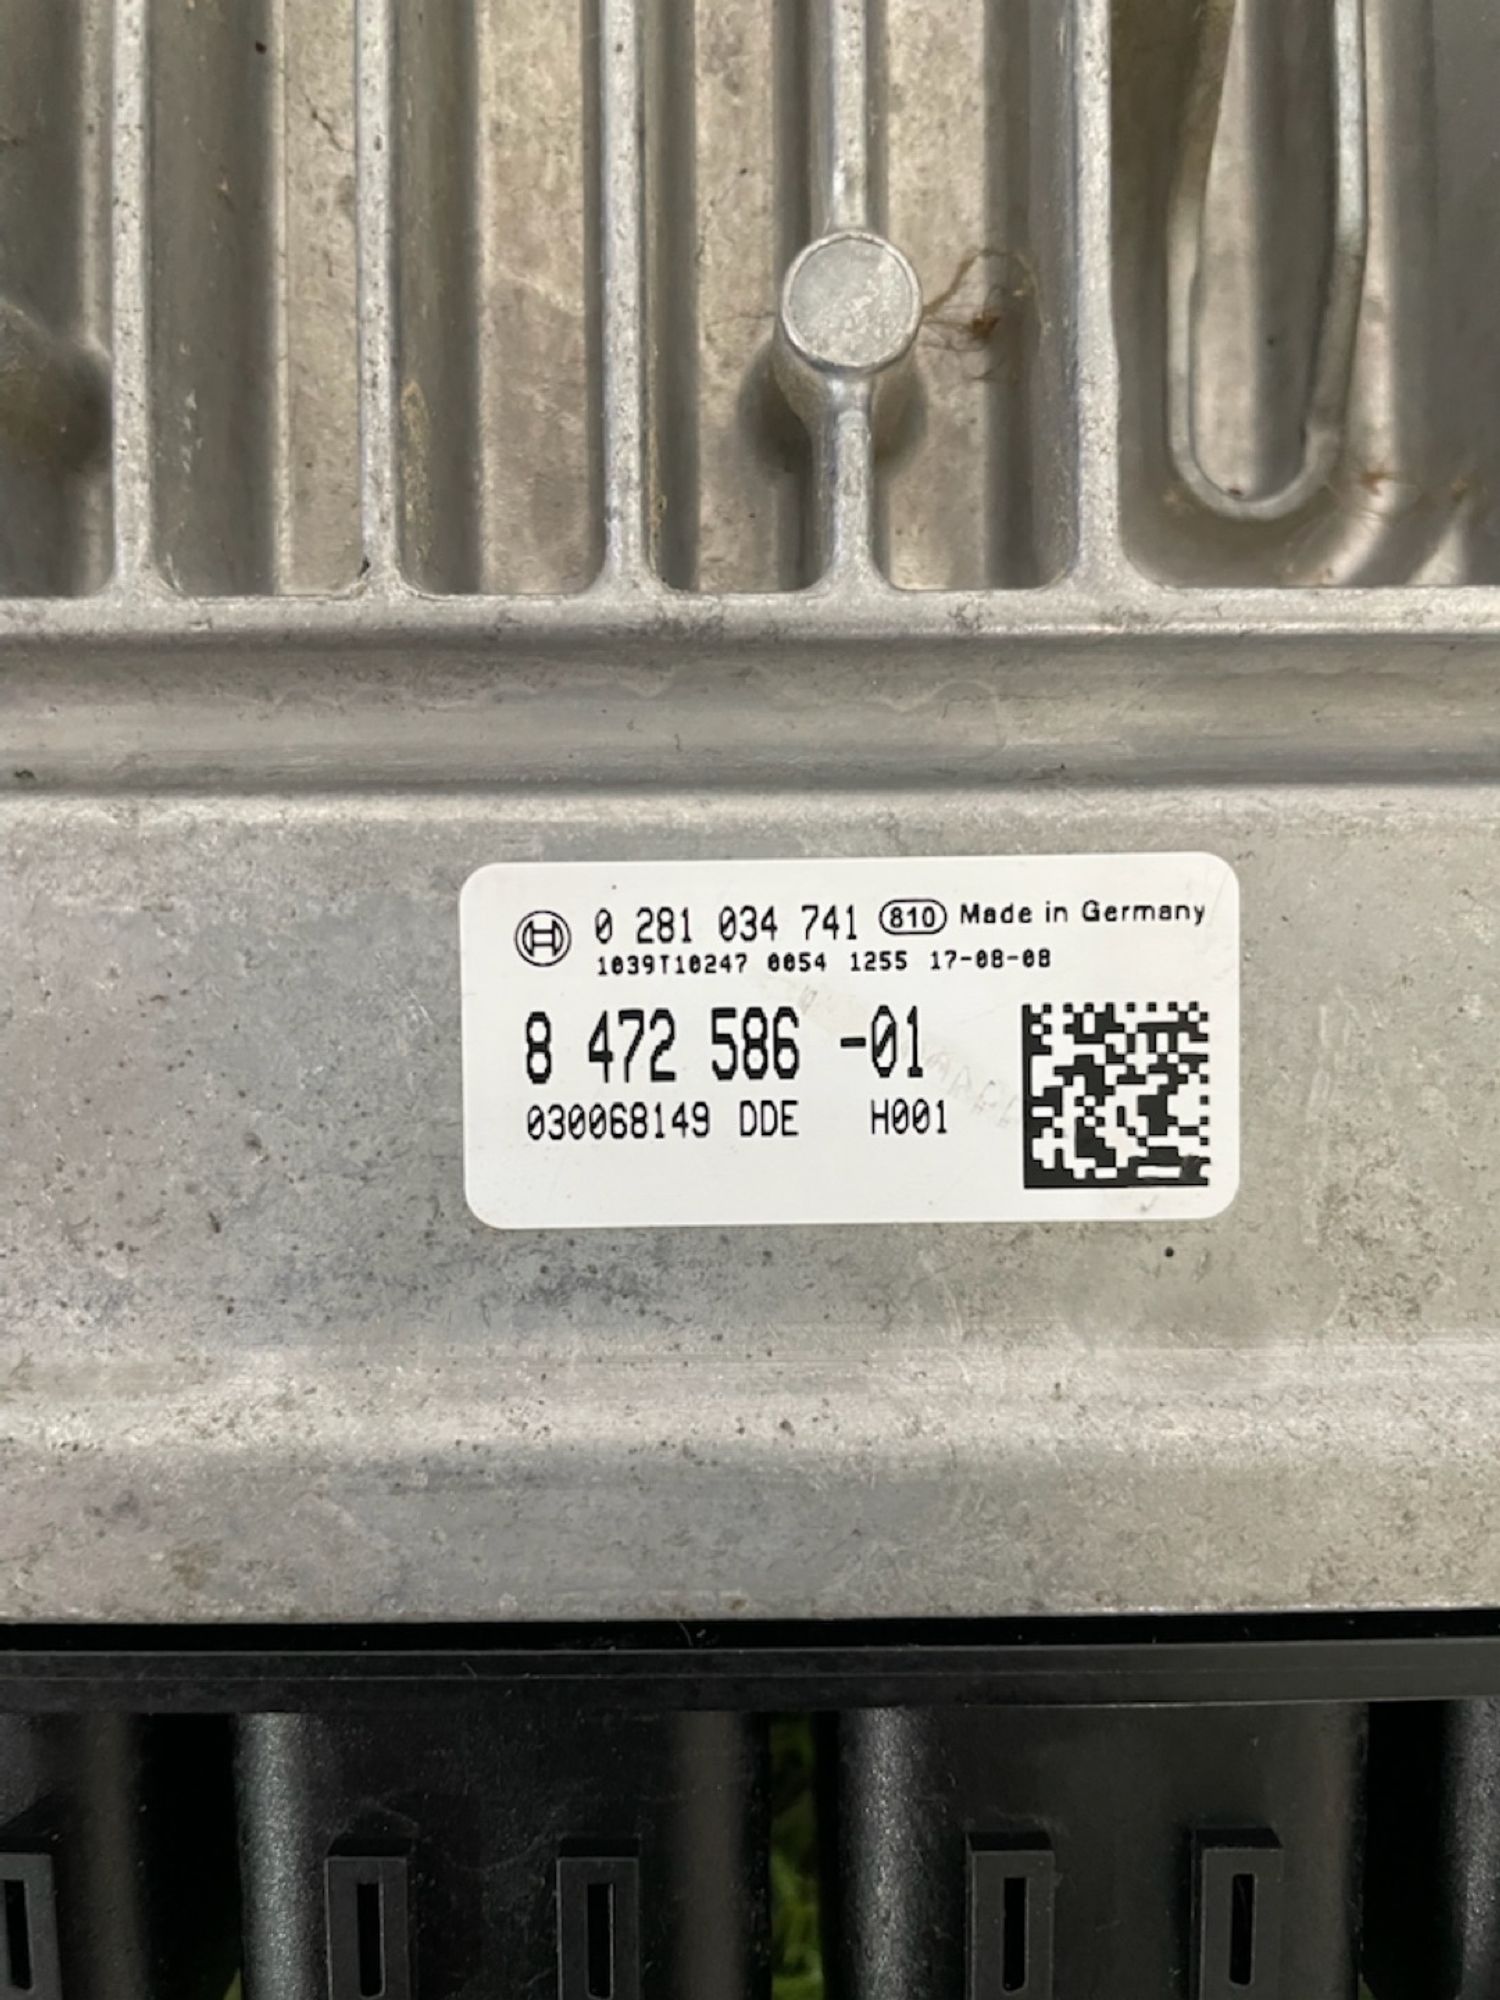 0 281 034 741 810 Made in Germany
1039T10247 0054 1255 17-08-08
8 472 586 -01
030068149 DDE H001